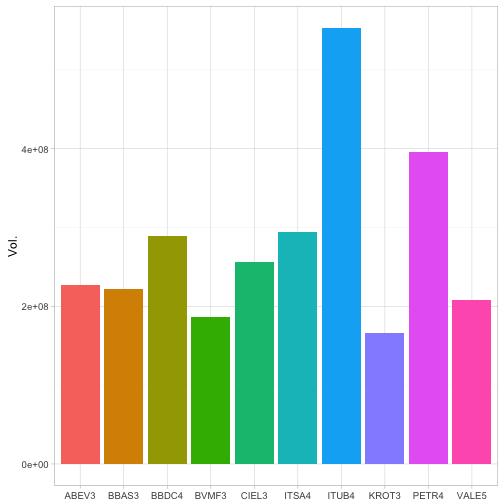 Vol.
4e+08
2e+08
0e+00
ABEV3 BBAS3 BBDC4 BVMF3 CIEL3 ITSA4 ITUB4 KROT3 PETR4 VALE5